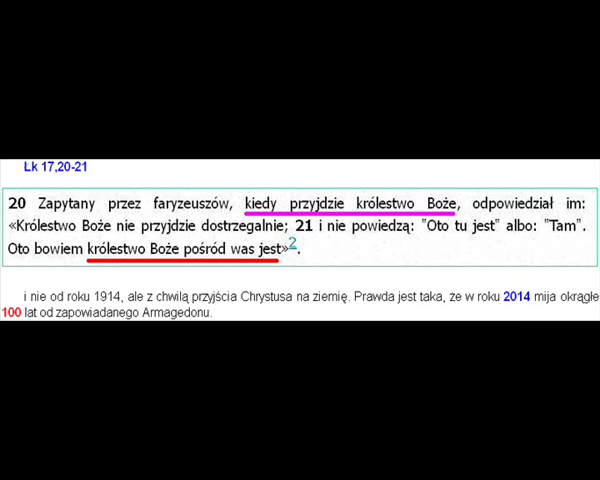 Lk 17,20-21
20 Zapytany przez faryzeuszów, kiedy przyjdzie królestwo Boże, odpowiedział im:
«Królestwo Boże nie przyjdzie dostrzegalnie; 21 i nie powiedzą: "Oto tu jest" albo: "Tam".
Oto bowiem królestwo Boże pośród was jest»2.
i nie od roku 1914, ale z chwilą przyjścia Chrystusa na ziemię. Prawda jest taka, że w roku 2014 mija okrągłe
100 lat od zapowiadanego Armagedonu.